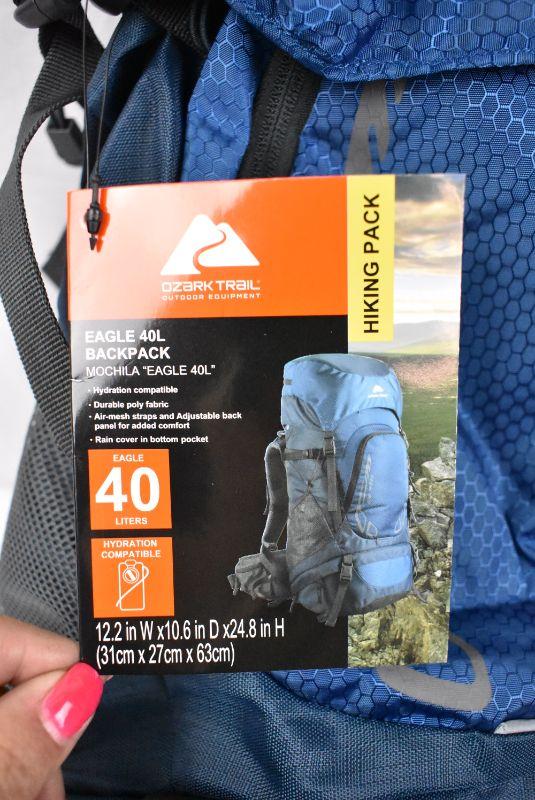 OZARK TRAIL
OUTDOOR EQUIPMENT
HIKING PACK
EAGLE 40L
BACKPACK
MOCHILA "EAGLE 40L"
· Hydration compatible
· Durable poly fabric
· Air-mesh straps and Adjustable back
panel for added comfort
· Rain cover in bottom pocket
EAGLE
40
LITERS
HYDRATION
COMPATIBLE
12.2 in W x10.6 in D x24.8 in H
(31cm x 27cm x 63cm)